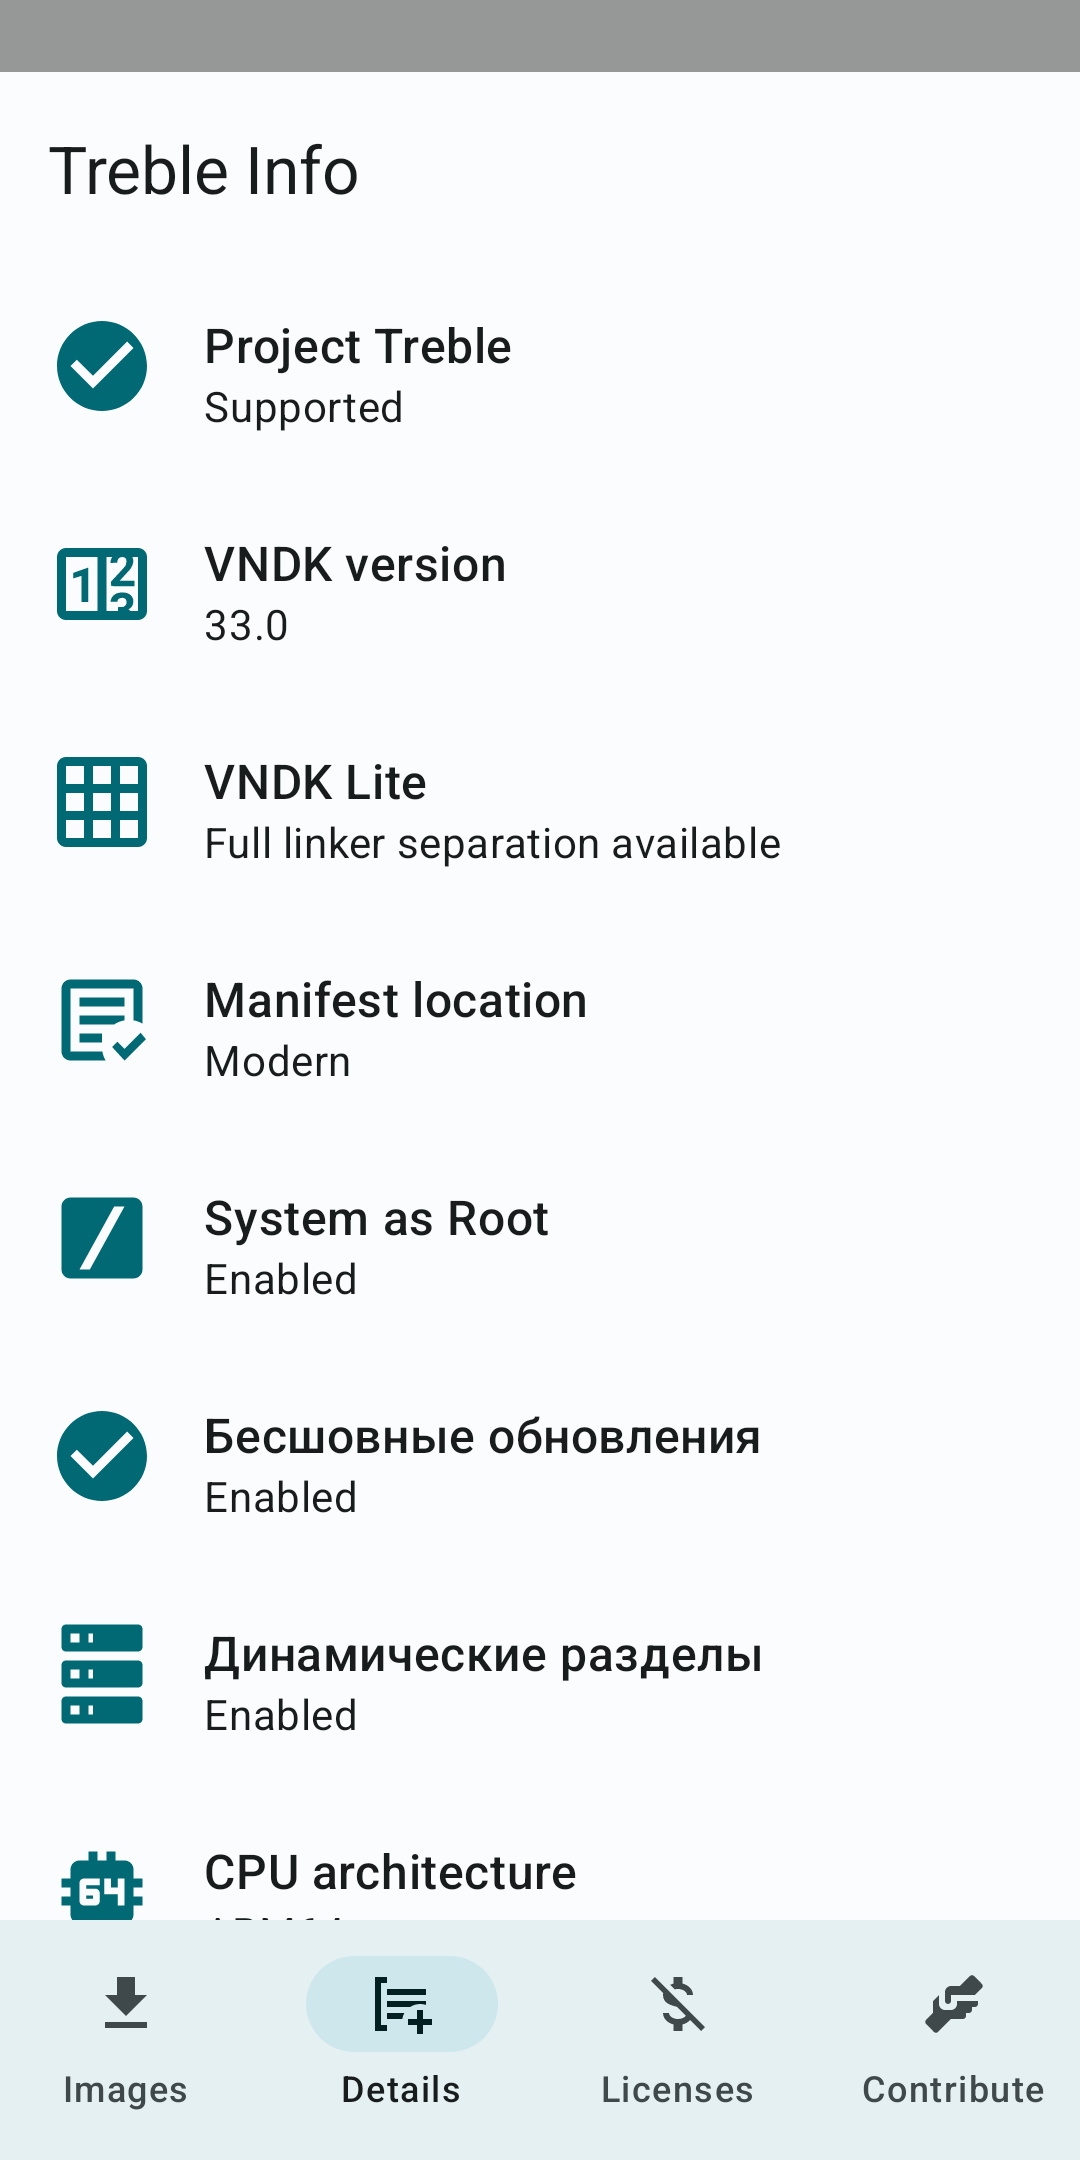 Treble Info
Project Treble
Supported
VNDK version
33.0
VNDK Lite
Full linker separation available
Manifest location
Modern
System as Root
Enabled
Бесшовные обновления
Enabled
Динамические разделы
Enabled
CPU architecture
Images
Details
Licenses
Contribute